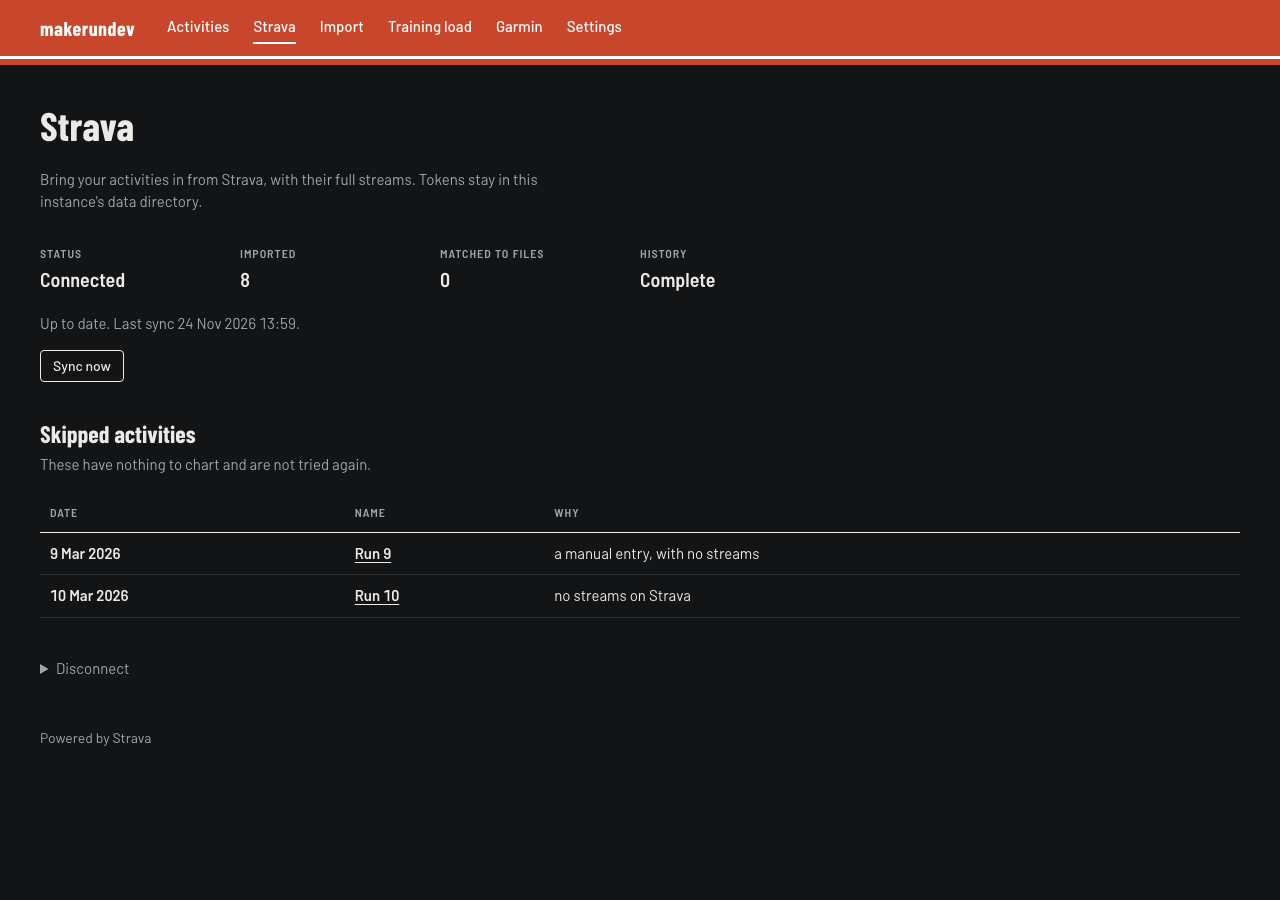 makerundev Activities Strava Import Training load Garmin Settings
Strava
Bring your activities in from Strava, with their full streams. Tokens stay in this
instance's data directory.
STATUS IMPORTED MATCHED TO FILES HISTORY
Connected 8 0 Complete
Up to date. Last sync 24 Nov 2026 13:59.
Sync now
Skipped activities
These have nothing to chart and are not tried again.
DATE NAME WHY
9 Mar 2026 Run 9 a manual entry, with no streams
10 Mar 2026 Run 10 no streams on Strava
Disconnect
Powered by Strava